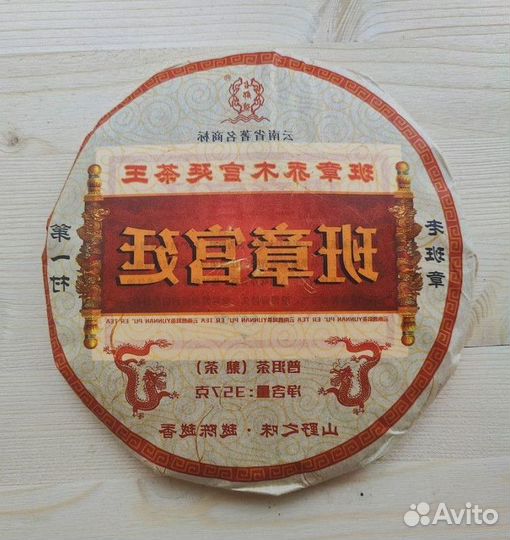 云南省著名商标
班章乔木宫廷茶王
老班章
班章宫廷
第一村
普洱茶（熟茶）
净含量:357克
山野之味·越陈越香
Avito